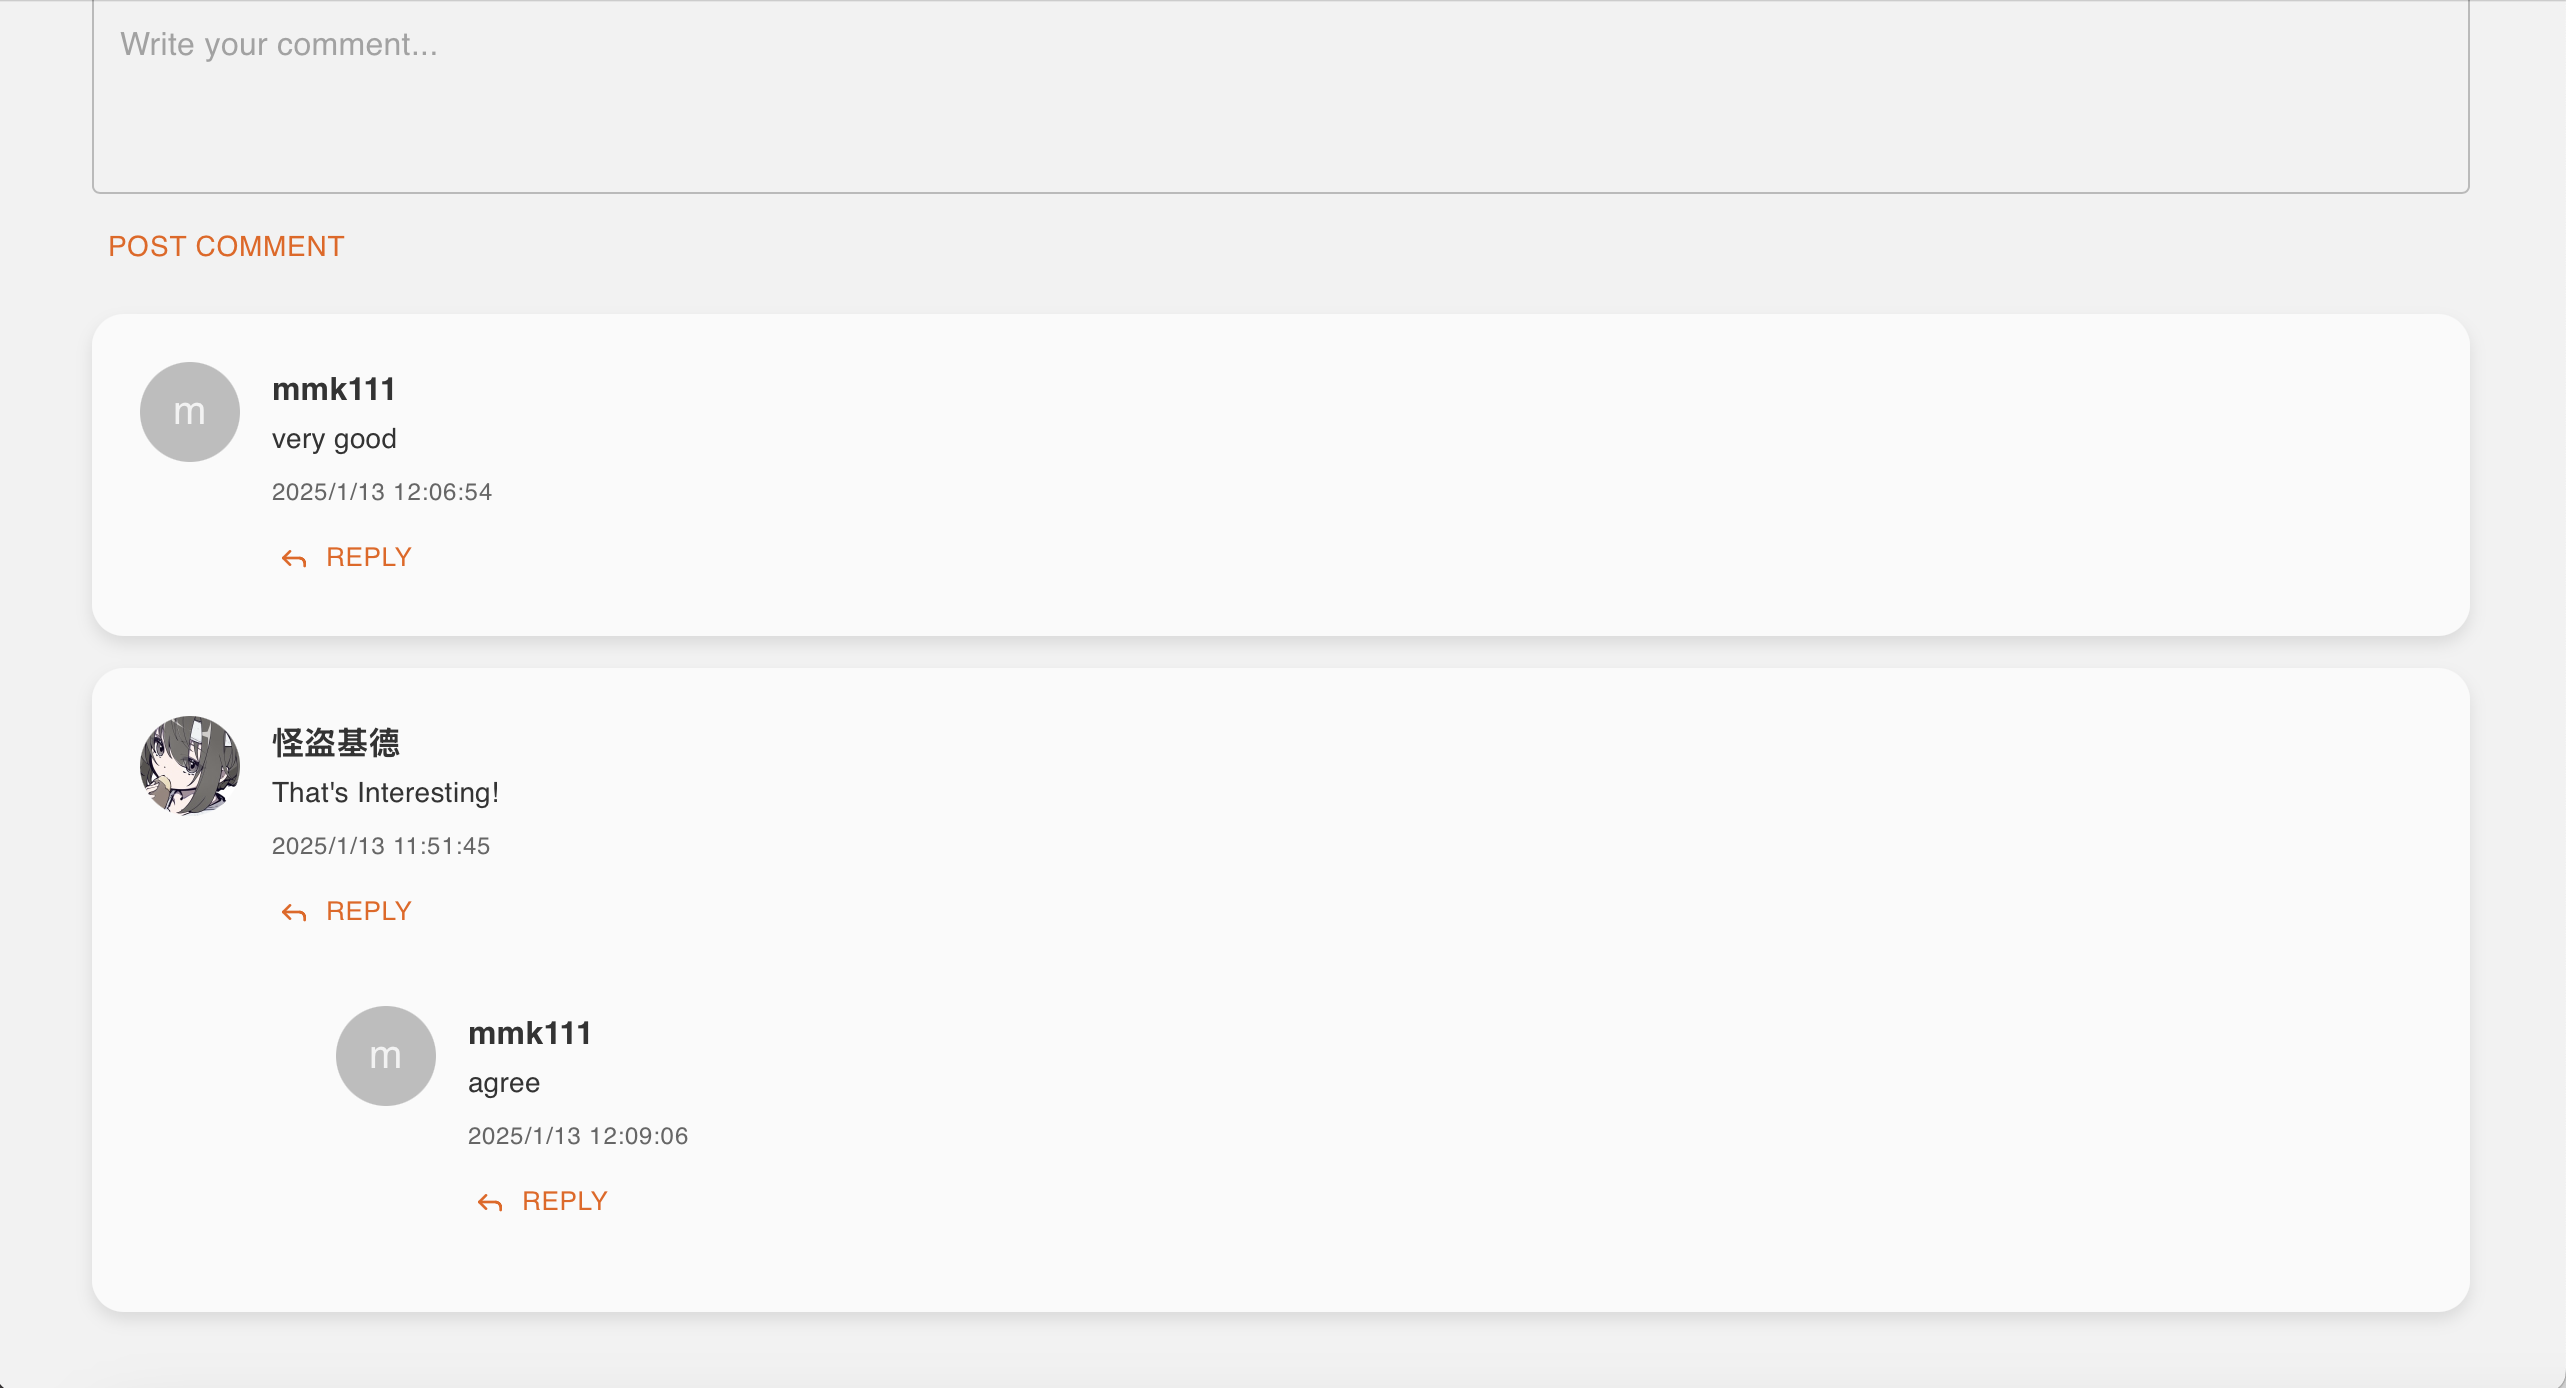 Write your comment...
POST COMMENT
m
mmk111
very good
2025/1/13 12:06:54
REPLY
怪盗基德
That's Interesting!
2025/1/13 11:51:45
REPLY
m
mmk111
agree
2025/1/13 12:09:06
REPLY